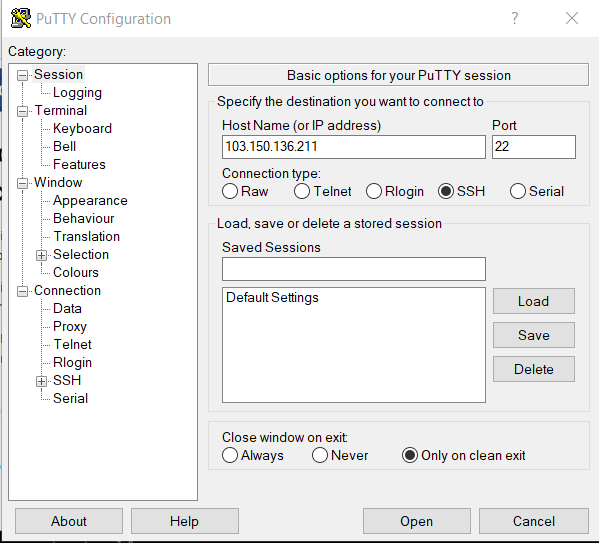 PuTTY Configuration
?
Category:
Session
Logging
Terminal
Keyboard
Bell
Features
Window
Appearance
Behaviour
Translation
Selection
Colours
Connection
Data
Proxy
Telnet
Rlogin
SSH
Serial
Basic options for your PuTTY session
Specify the destination you want to connect to
Host Name (or IP address) Port
103.150.136.211 22
Connection type:
Raw Telnet Rlogin SSH Serial
Load, save or delete a stored session
Saved Sessions
Default Settings
Load
Save
Delete
Close window on exit:
Always Never Only on clean exit
About Help Open Cancel